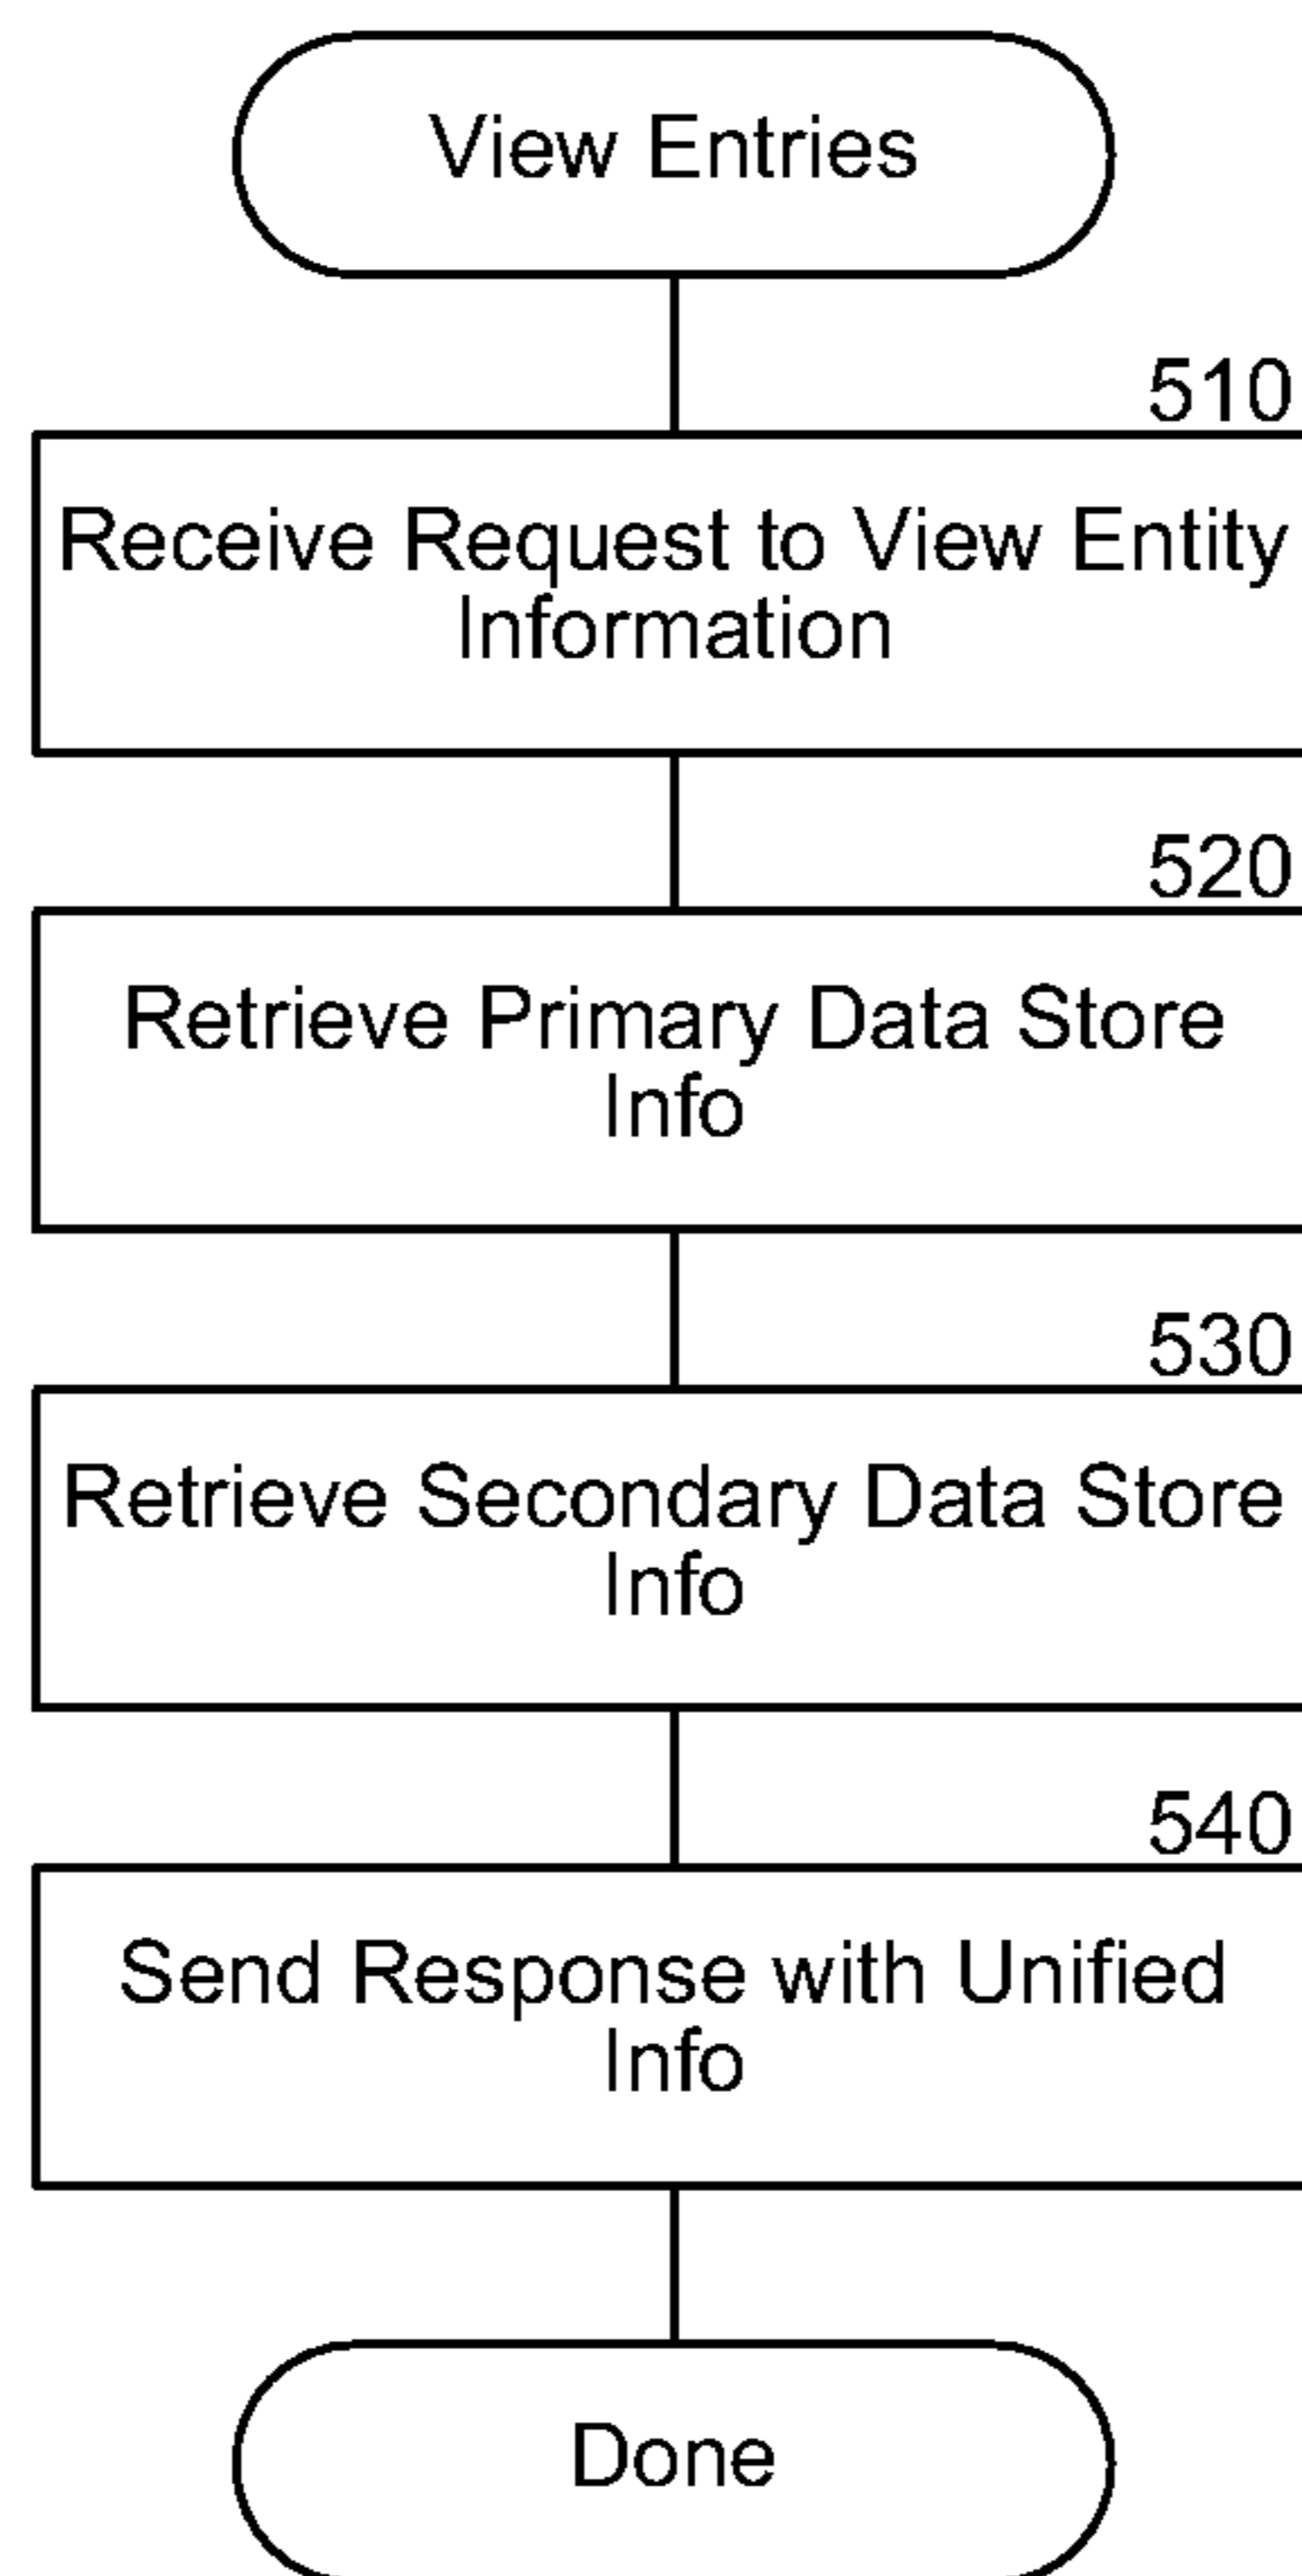 View Entries
510
Receive Request to View Entity
Information
520
Retrieve Primary Data Store
Info
530
Retrieve Secondary Data Store
Info
540
Send Response with Unified
Info
Done